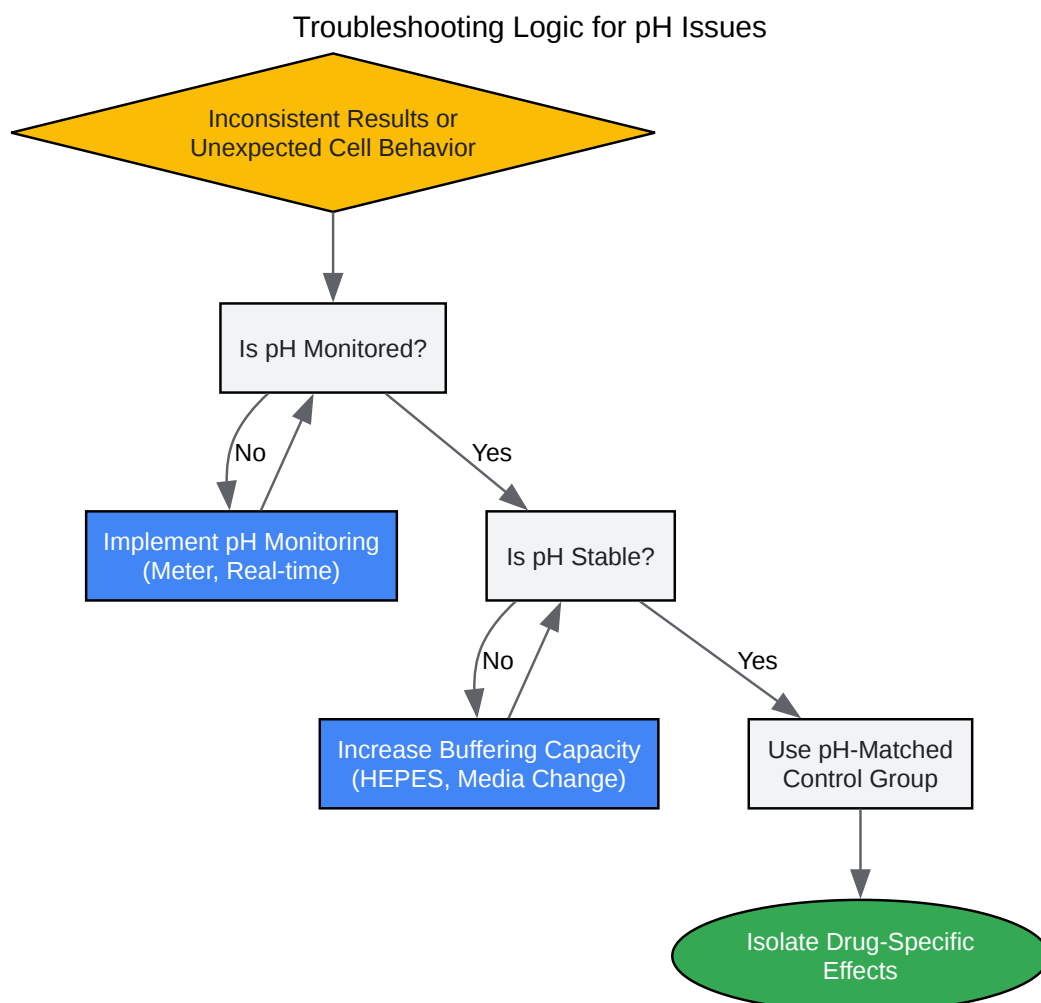 Troubleshooting Logic for pH Issues
Inconsistent Results or
Unexpected Cell Behavior
Is pH Monitored?
No
Yes
Implement pH Monitoring
(Meter, Real-time)
Is pH Stable?
No
Yes
Increase Buffering Capacity
(HEPES, Media Change)
Use pH-Matched
Control Group
Isolate Drug-Specific
Effects